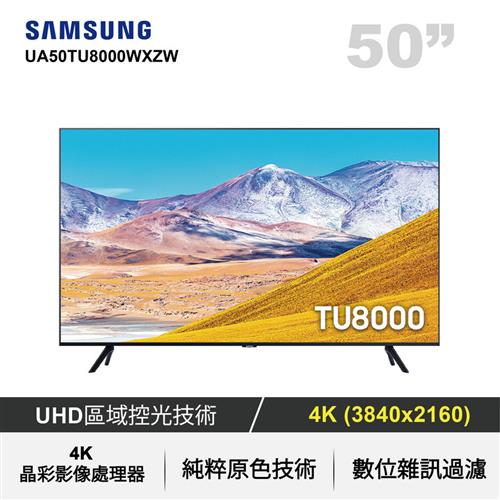 SAMSUNG
UA50TU8000WXZW
50”
TU8000
UHD區域控光技術
4K (3840x2160)
4K
晶彩影像處理器
純粹原色技術
數位雜訊過濾